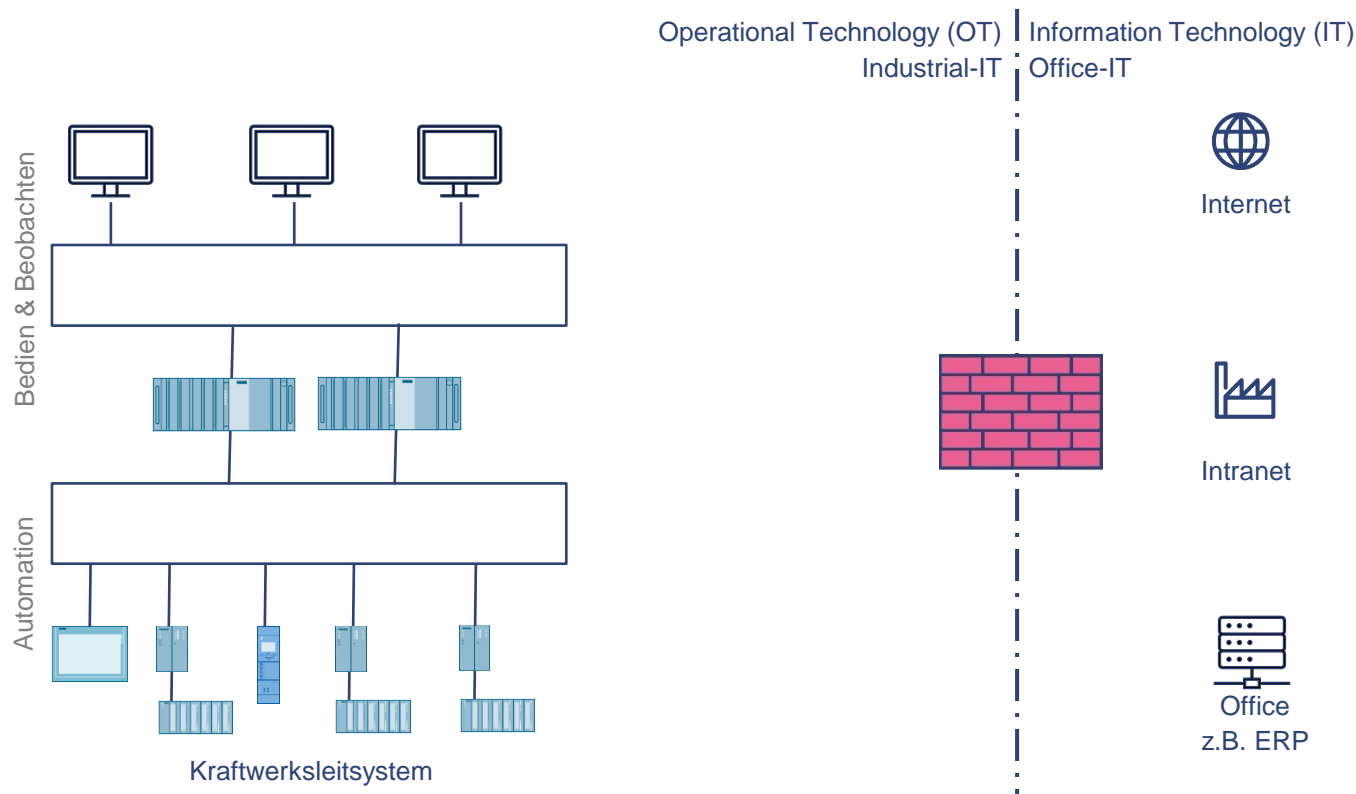 Operational Technology (OT)
Industrial-IT
Information Technology (IT)
Office-IT
Bedien & Beobachten
Automation
Kraftwerksleitsystem
Internet
Intranet
Office
z.B. ERP